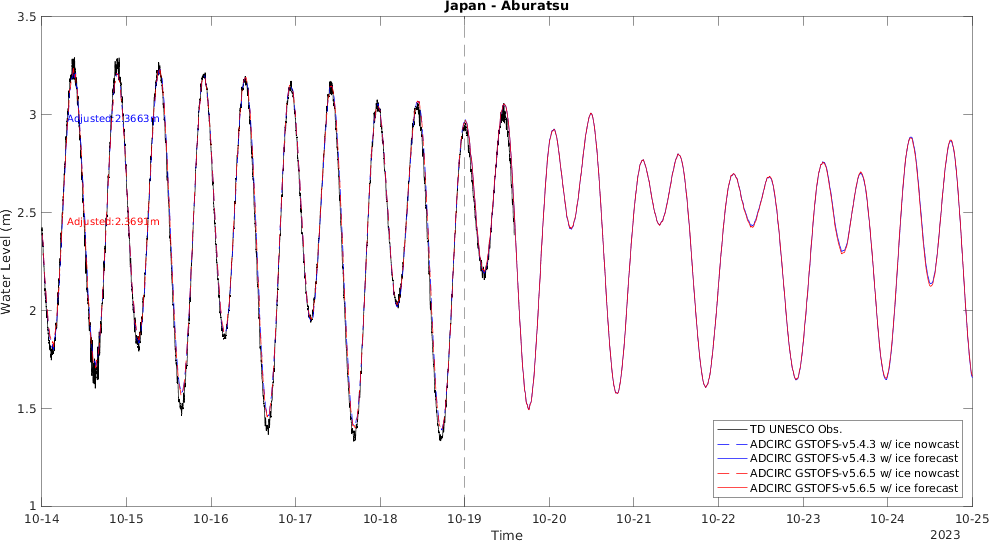 Japan - Aburatsu
3.5
3
2.5
2
1.5
1
Water Level (m)
Adjusted:2.3663m
Adjusted:2.3691m
TD UNESCO Obs.
ADCIRC GSTOFS-v5.4.3 w/ ice nowcast
ADCIRC GSTOFS-v5.4.3 w/ ice forecast
ADCIRC GSTOFS-v5.6.5 w/ ice nowcast
ADCIRC GSTOFS-v5.6.5 w/ ice forecast
10-14 10-15 10-16 10-17 10-18 10-19 10-20 10-21 10-22 10-23 10-24 10-25
Time
2023